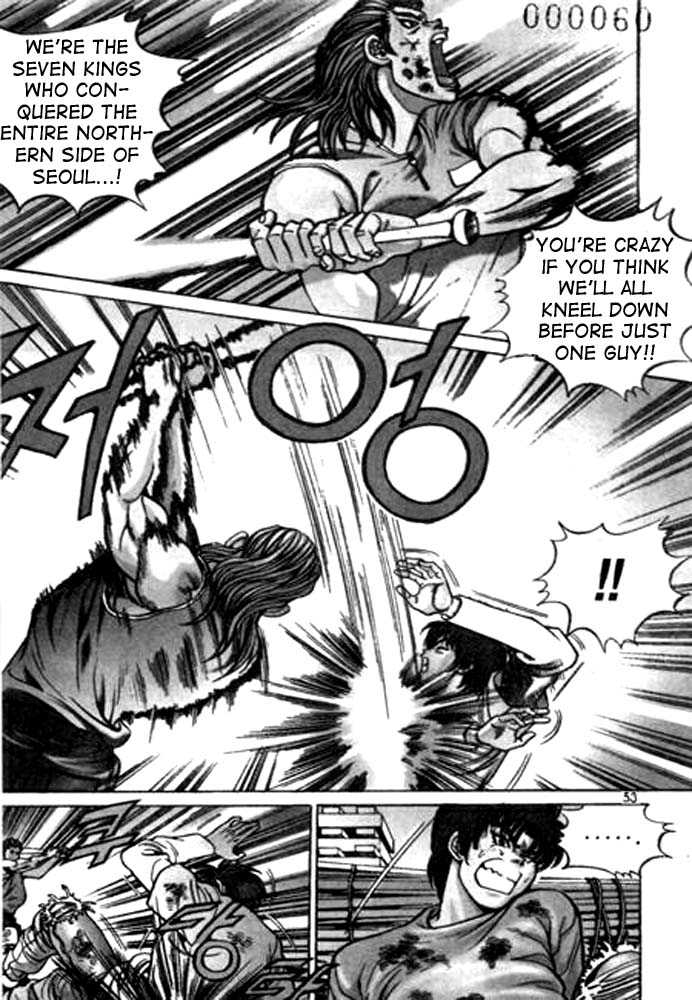 000060
WE'RE THE
SEVEN KINGS
WHO CON-
QUERED THE
ENTIRE NORTH-
ERN SIDE OF
SEOUL...!
YOU'RE CRAZY
IF YOU THINK
WE'LL ALL
KNEEL DOWN
BEFORE JUST
ONE GUY!!
!!
53
......